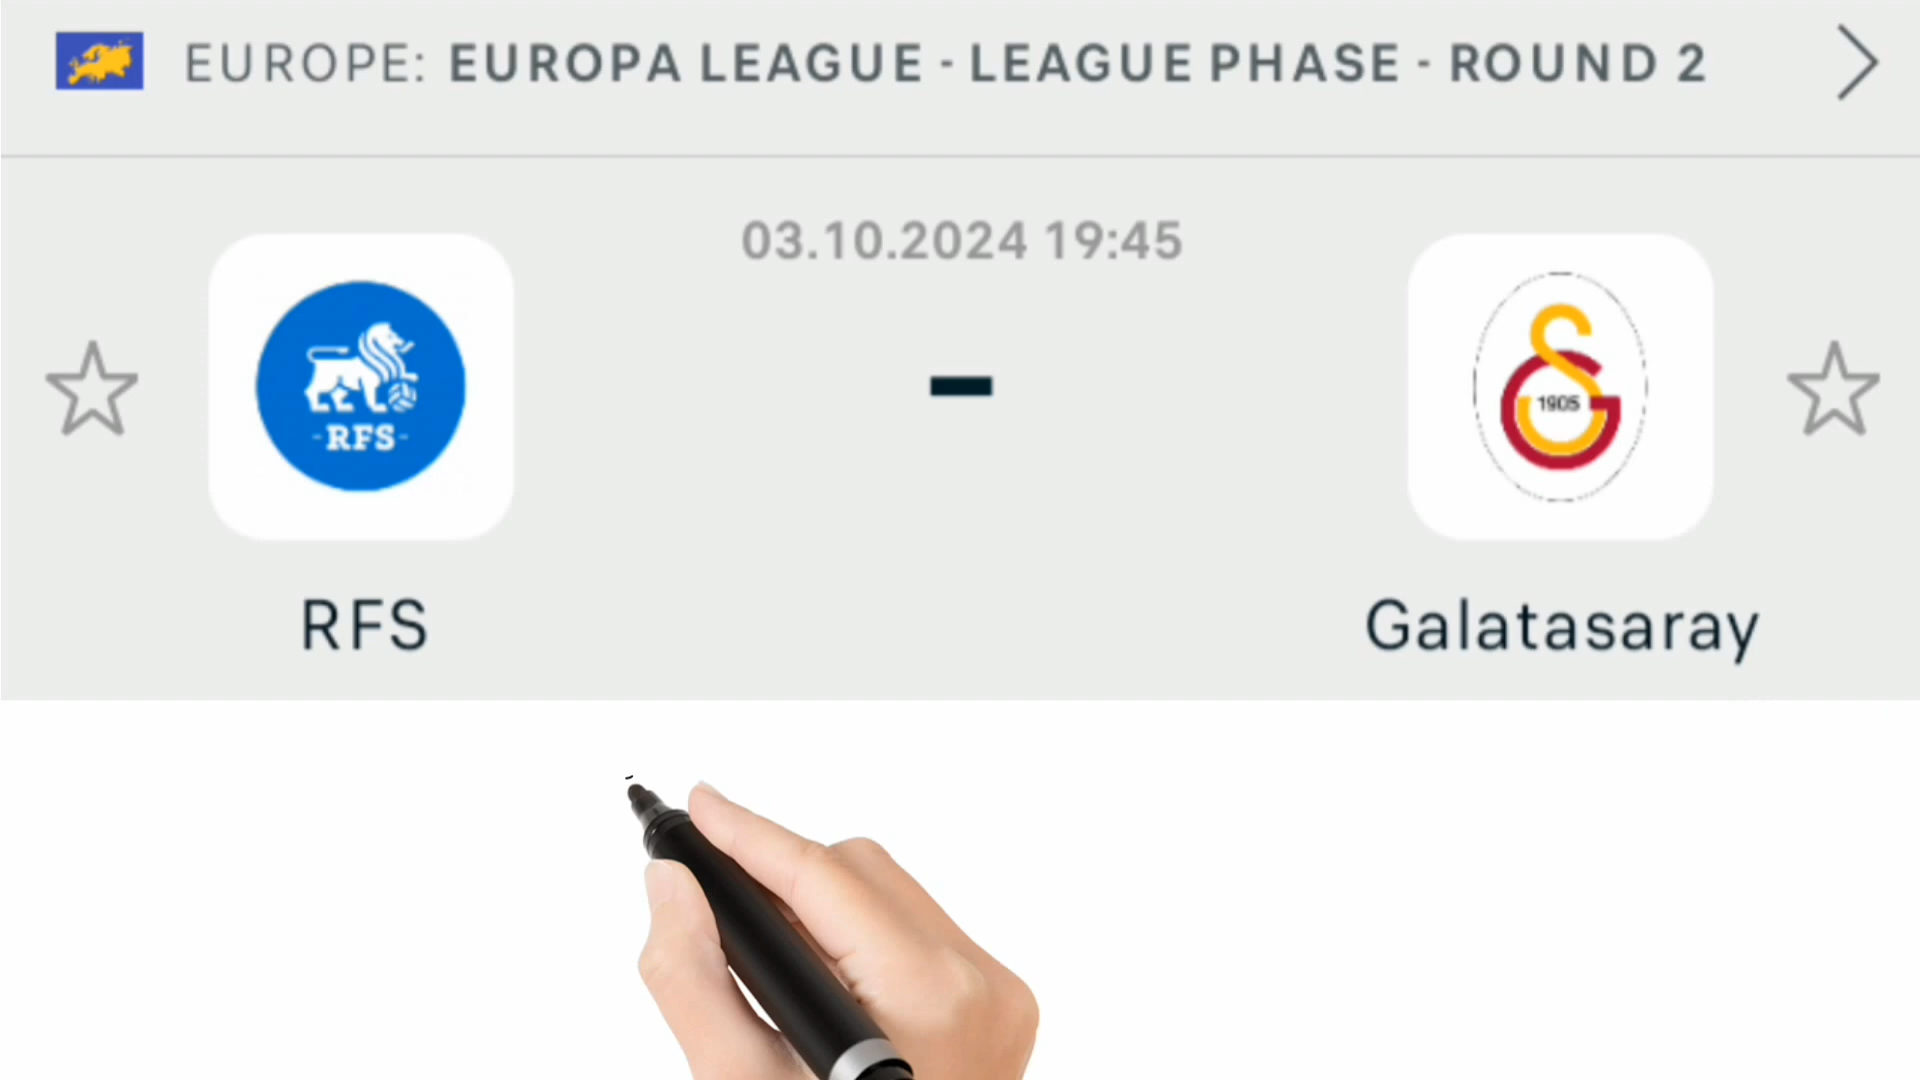 EUROPE: EUROPA LEAGUE - LEAGUE PHASE - ROUND 2
03.10.2024 19:45
-RFS-
-
1905
RFS
Galatasaray